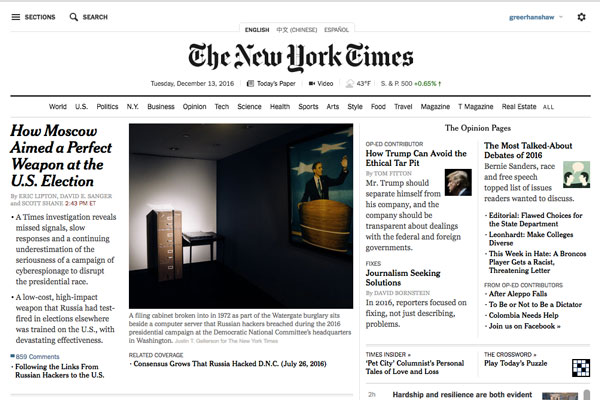 SECTIONS
SEARCH
greerhanshaw
ENGLISH 中文 (CHINESE) ESPAÑOL
The New York Times
Tuesday, December 13, 2016
Today's Paper
Video
43°F
S. & P. 500 +0.65% ↑
World U.S. Politics N.Y. Business Opinion Tech Science Health Sports Arts Style Food Travel Magazine T Magazine Real Estate ALL
How Moscow
Aimed a Perfect
Weapon at the
U.S. Election
By ERIC LIPTON, DAVID E. SANGER
and SCOTT SHANE 2:43 PM ET
• A Times investigation reveals
missed signals, slow
responses and a continuing
underestimation of the
seriousness of a campaign of
cyberespionage to disrupt
the presidential race.
• A low-cost, high-impact
weapon that Russia had test-
fired in elections elsewhere
was trained on the U.S., with
devastating effectiveness.
859 Comments
• Following the Links From
Russian Hackers to the U.S.
A filing cabinet broken into in 1972 as part of the Watergate burglary sits
beside a computer server that Russian hackers breached during the 2016
presidential campaign at the Democratic National Committee's headquarters
in Washington. Justin T. Gellerson for The New York Times
RELATED COVERAGE
• Consensus Grows That Russia Hacked D.N.C. (July 26, 2016)
The Opinion Pages
OP-ED CONTRIBUTOR
How Trump Can Avoid the
Ethical Tar Pit
By TOM FITTON
Mr. Trump should
separate himself from
his company, and the
company should be
transparent about dealings
with the federal and foreign
governments.
FIXES
Journalism Seeking
Solutions
By DAVID BORNSTEIN
In 2016, reporters focused on
fixing, not just describing,
problems.
The Most Talked-About
Debates of 2016
Bernie Sanders, race
and free speech
topped list of issues
readers wanted to
discuss.
• Editorial: Flawed Choices for
the State Department
• Leonhardt: Make Colleges
Diverse
• This Week in Hate: A Broncos
Player Gets a Racist,
Threatening Letter
FROM OP-ED CONTRIBUTORS
• After Aleppo Falls
• To Be or Not to Be a Dictator
• Colombia Needs Help
• Join us on Facebook »
TIMES INSIDER »
'Pet City' Columnist's Personal
Tales of Love and Loss
THE CROSSWORD »
Play Today's Puzzle
2h
Hardship and resilience are both evident